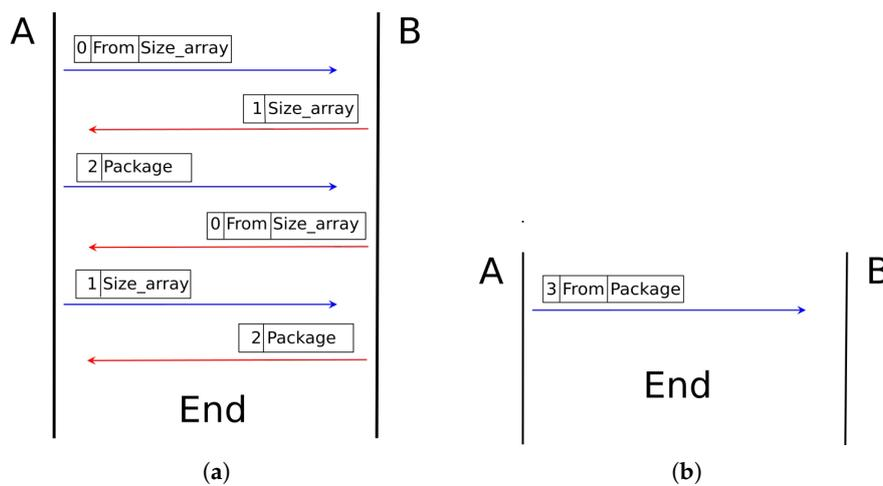 A
B
0 From Size_array
1 Size_array
2 Package
0 From Size_array
1 Size_array
2 Package
End
(a)
A
B
3 From Package
End
(b)